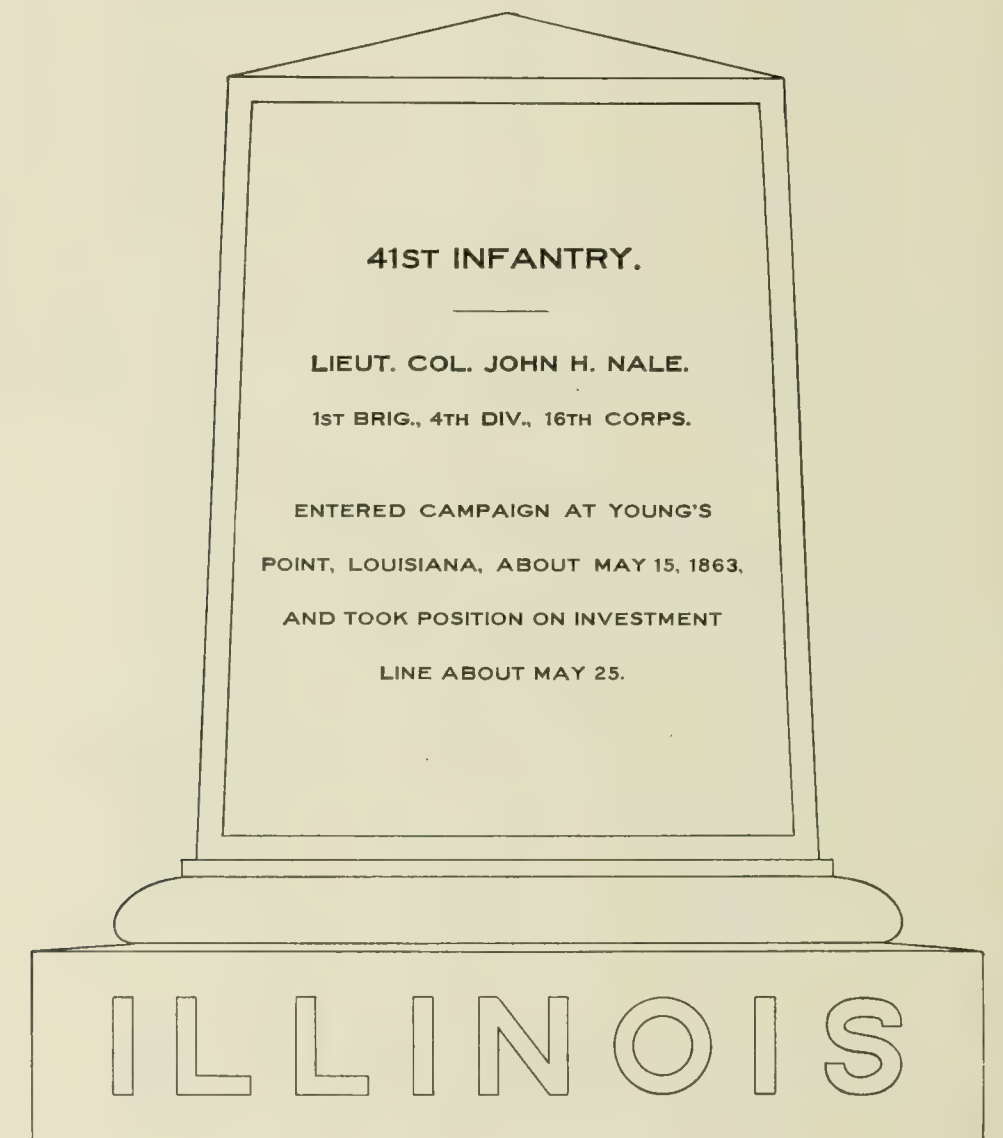 41ST INFANTRY.
LIEUT. COL. JOHN H. NALE.
1ST BRIG., 4TH DIV., 16TH CORPS.
ENTERED CAMPAIGN AT YOUNG'S
POINT, LOUISIANA, ABOUT MAY 15, 1863,
AND TOOK POSITION ON INVESTMENT
LINE ABOUT MAY 25.
ILLINOIS